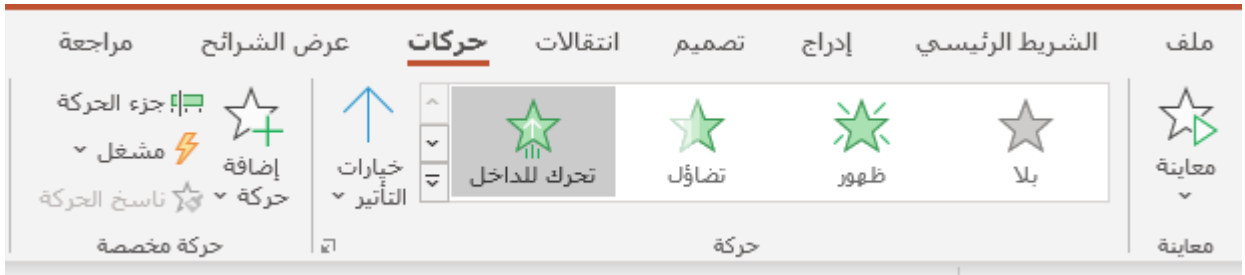 ملف الشريط الرئيسي إدراج تصميم انتقالات حركات عرض الشرائح مراجعة
معاينة
بلا
ظهور
تضاؤل
تحرك للداخل
خيارات
التأثير
إضافة
حركة
جزء الحركة
مشغل
ناسخ الحركة
معاينة
حركة
حركة مخصصة